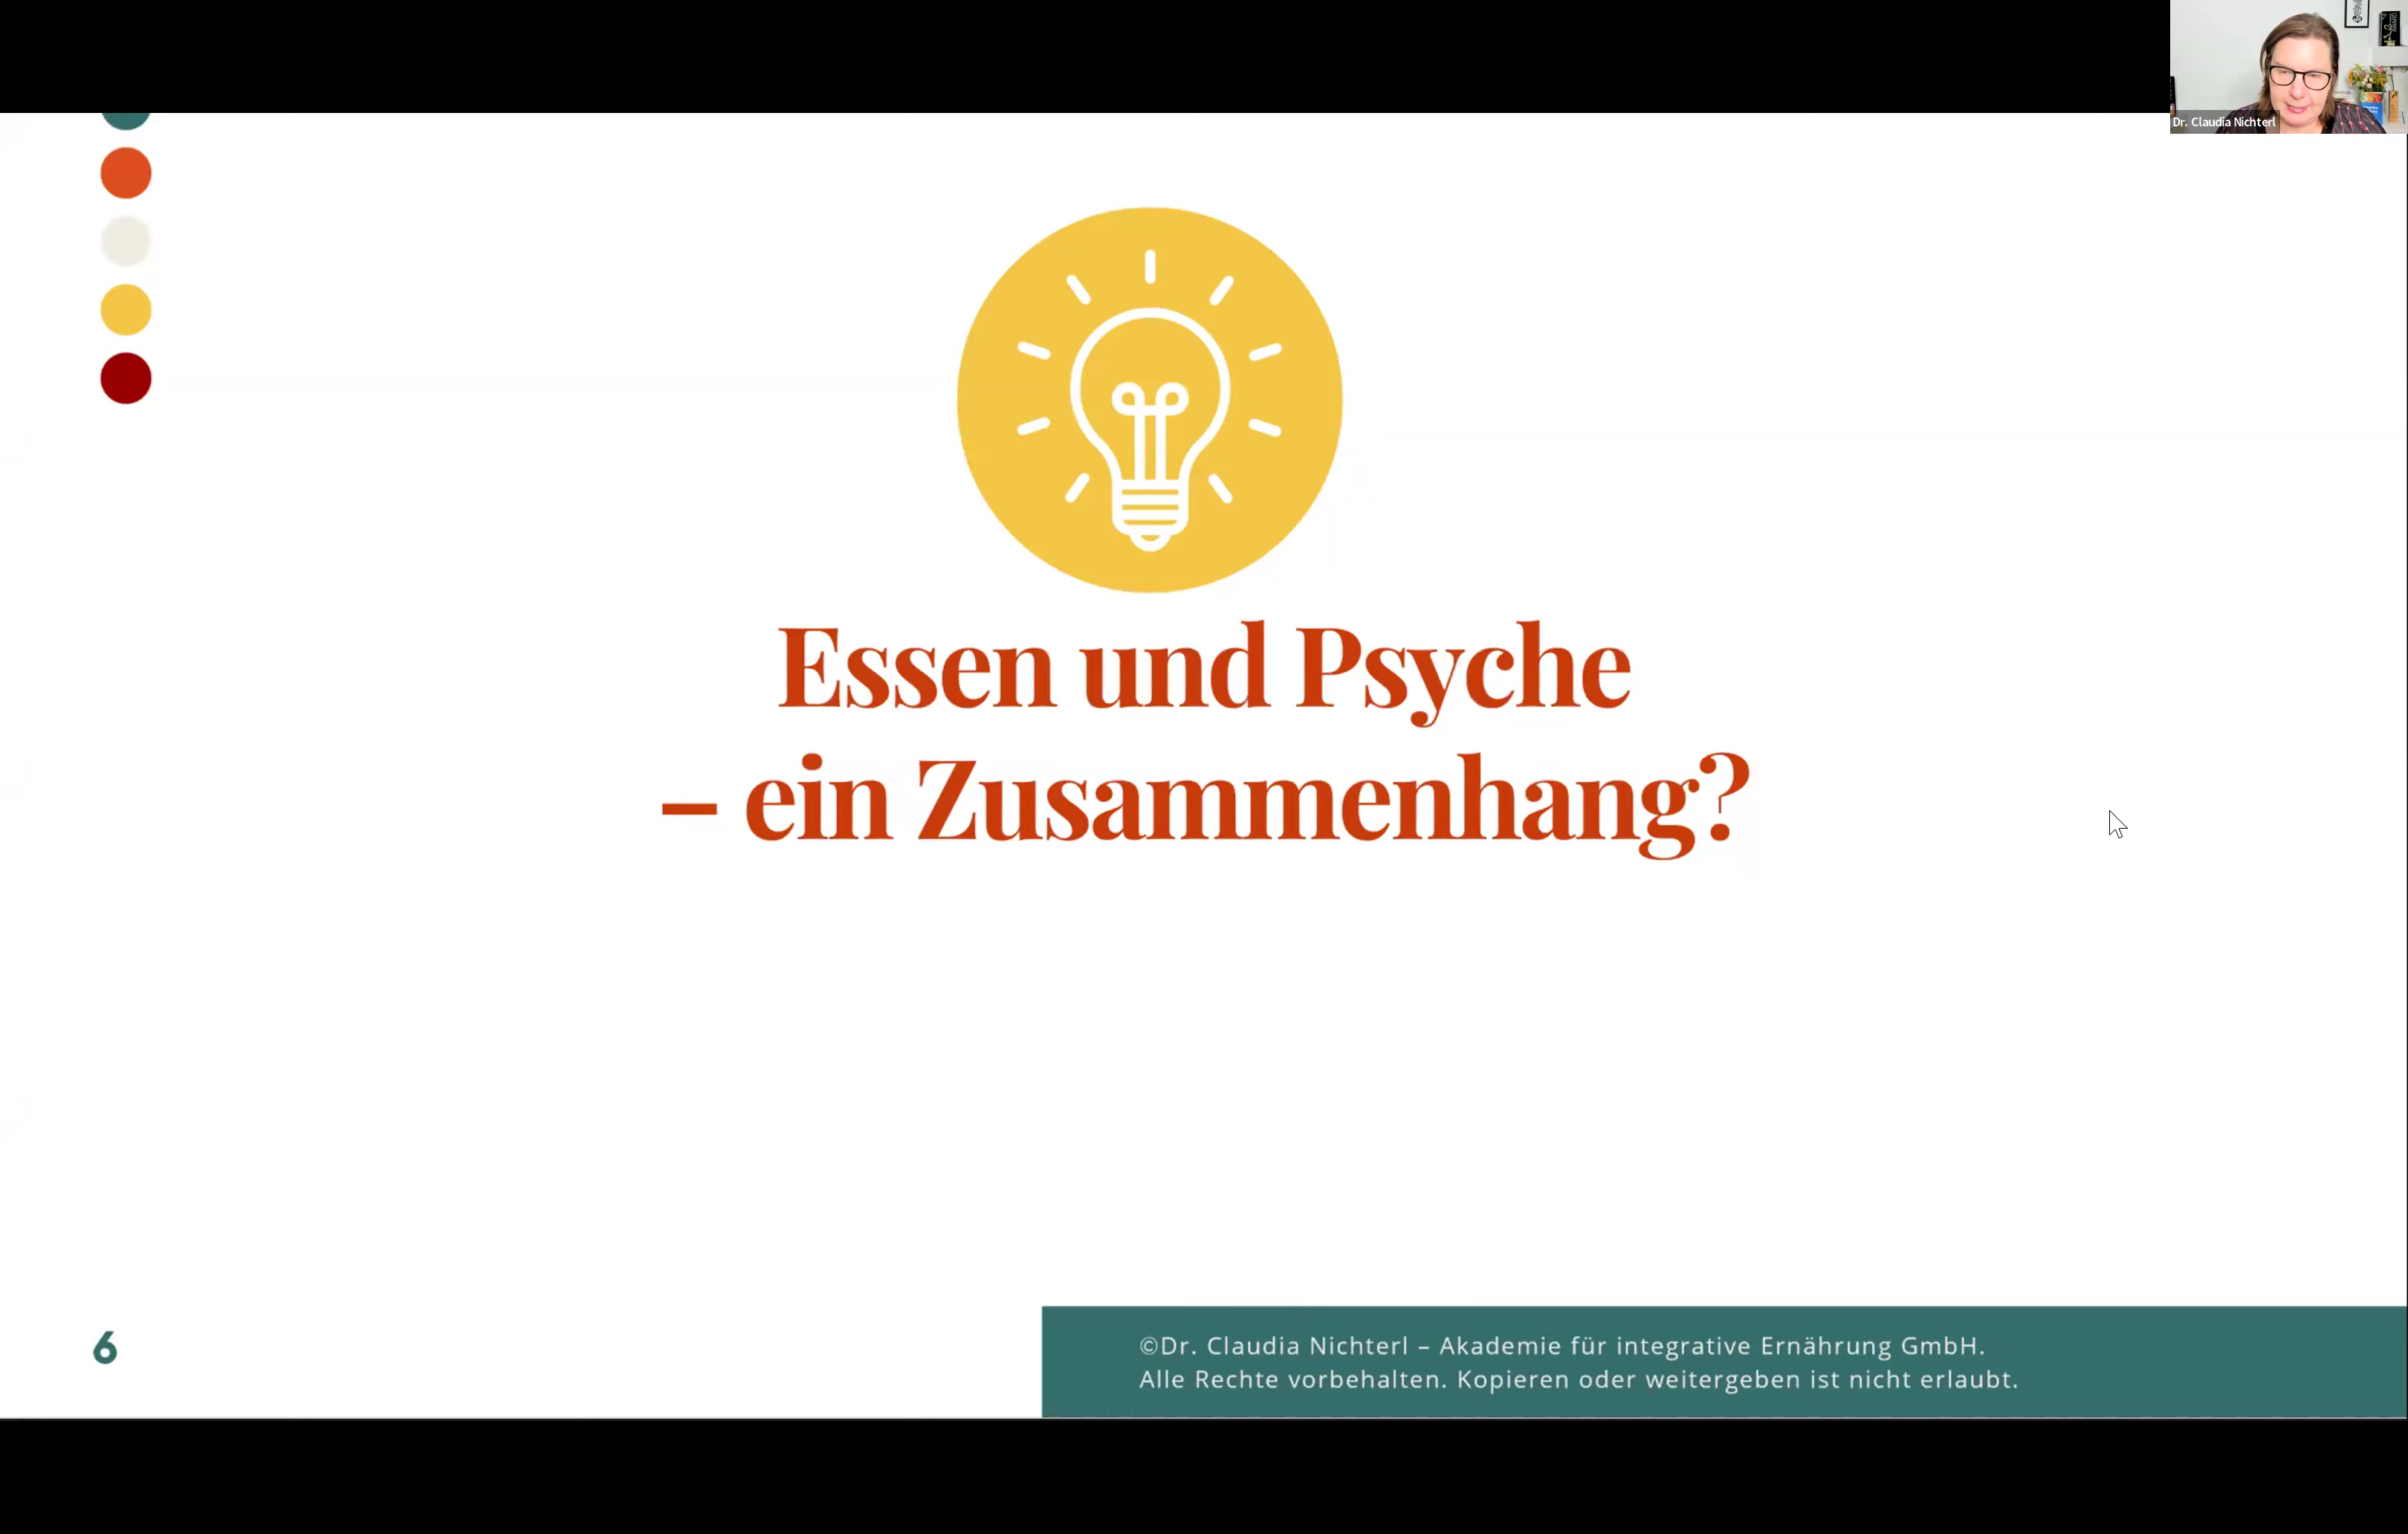 Dr. Claudia Nichterl
Essen und Psyche
– ein Zusammenhang?
6
©Dr. Claudia Nichterl – Akademie für integrative Ernährung GmbH.
Alle Rechte vorbehalten. Kopieren oder weitergeben ist nicht erlaubt.